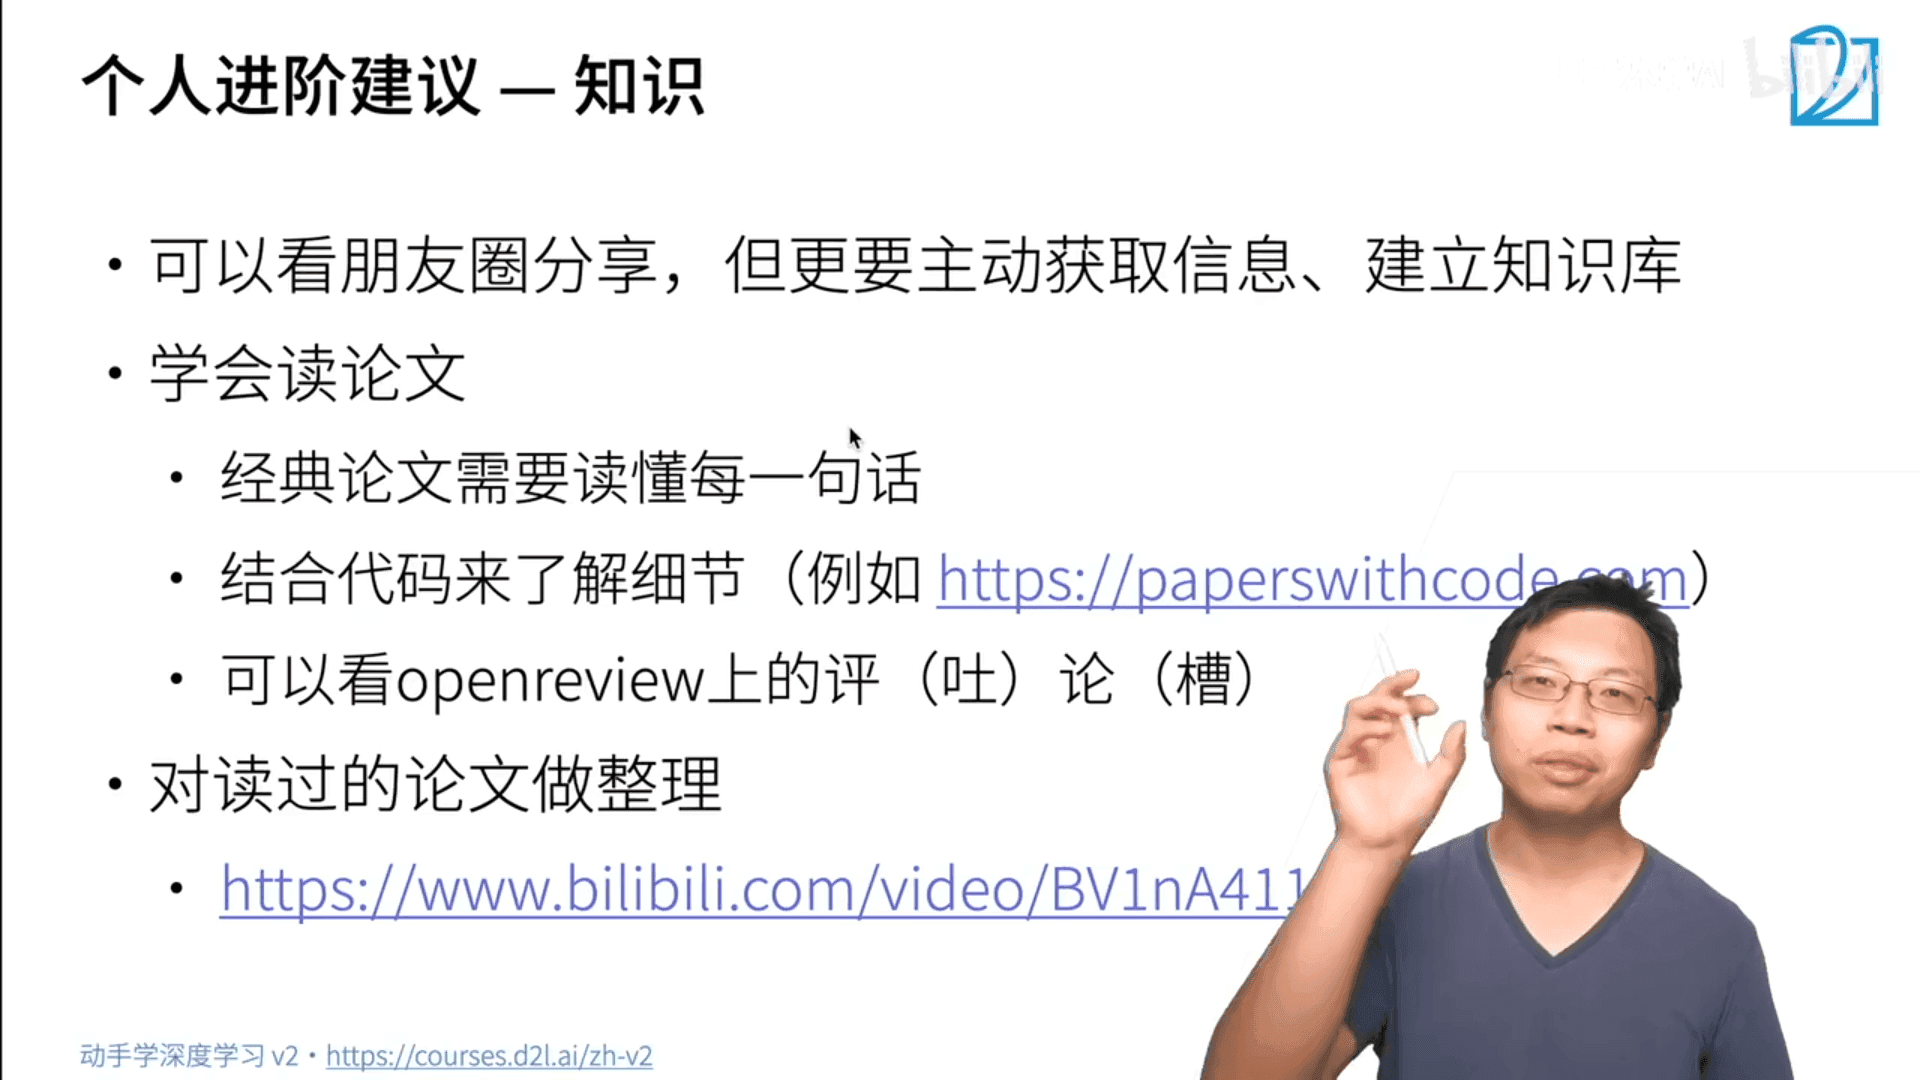 个人进阶建议 — 知识
bilibili
• 可以看朋友圈分享，但更要主动获取信息、建立知识库
• 学会读论文
• 经典论文需要读懂每一句话
• 结合代码来了解细节（例如 https://paperswithcode.com）
• 可以看openreview上的评（吐）论（槽）
• 对读过的论文做整理
• https://www.bilibili.com/video/BV1nA411
动手学深度学习 v2 • https://courses.d2l.ai/zh-v2